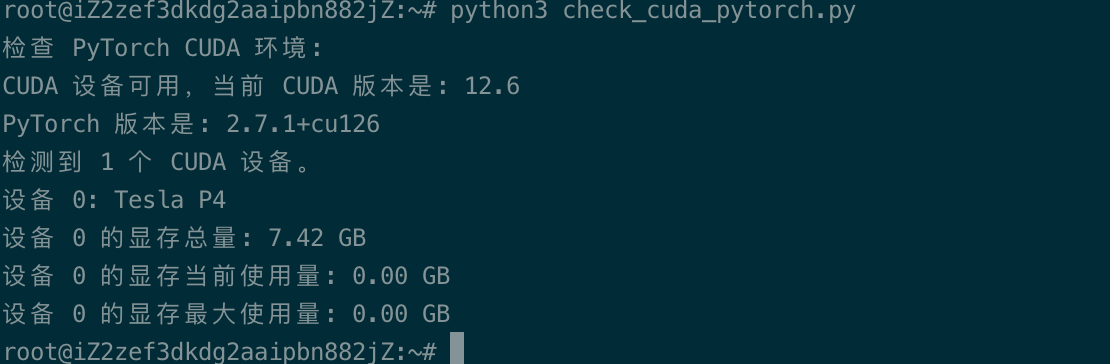 root@iZ2zef3dkdg2aaipbn882jZ:~# python3 check_cuda_pytorch.py
检查 PyTorch CUDA 环境:
CUDA 设备可用, 当前 CUDA 版本是: 12.6
PyTorch 版本是: 2.7.1+cu126
检测到 1 个 CUDA 设备。
设备 0: Tesla P4
设备 0 的显存总量: 7.42 GB
设备 0 的显存当前使用量: 0.00 GB
设备 0 的显存最大使用量: 0.00 GB
root@iZ2zef3dkdg2aaipbn882jZ:~#